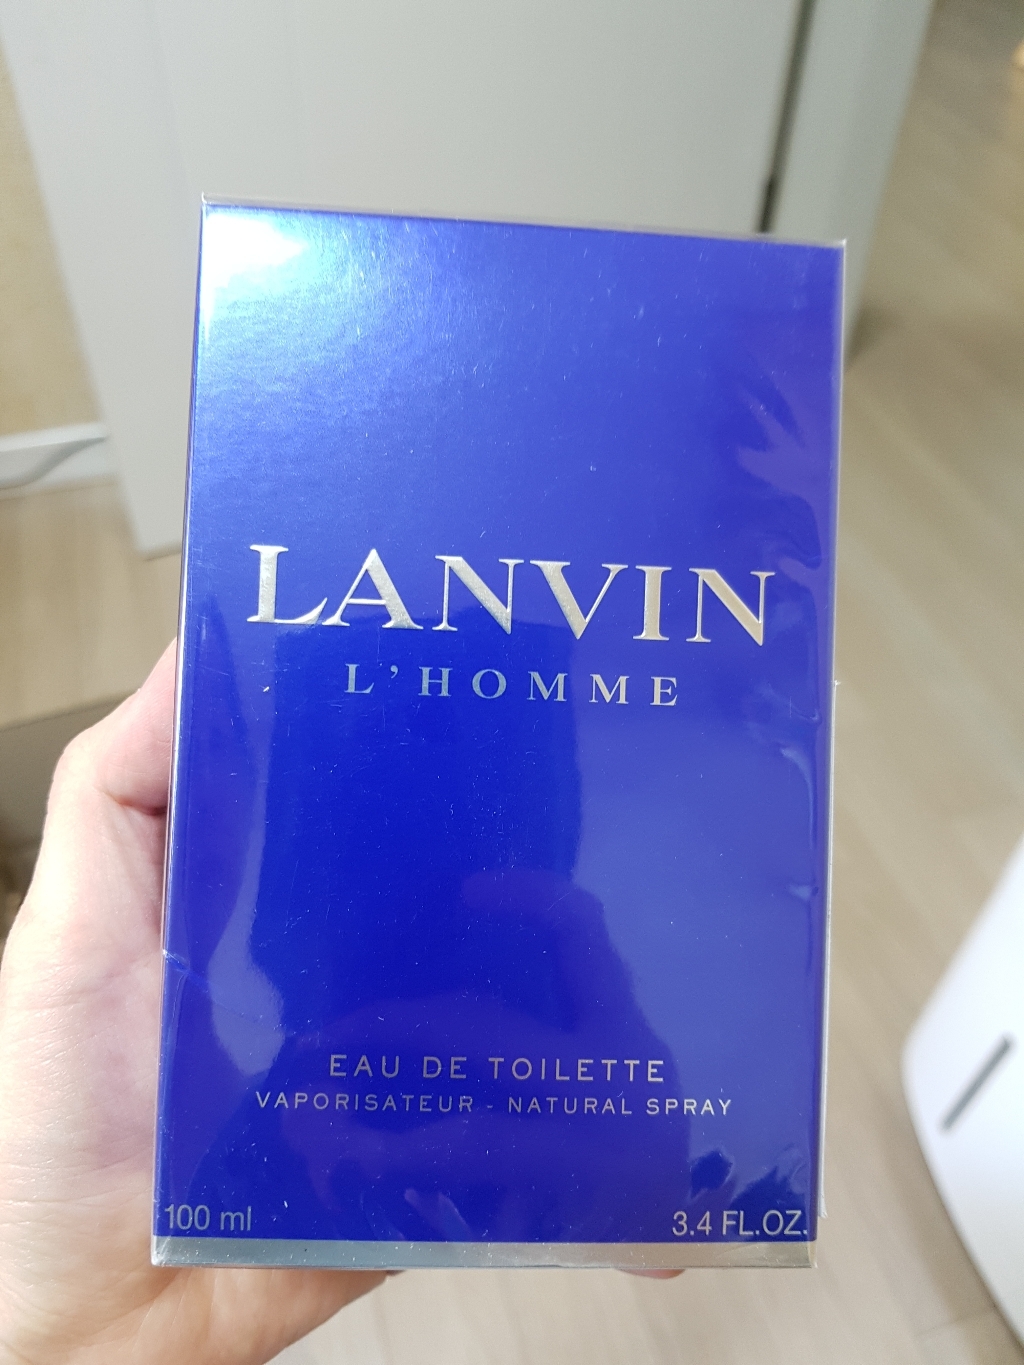 LANVIN
L'HOMME
EAU DE TOILETTE
VAPORISATEUR - NATURAL SPRAY
100 ml
3.4 FL.OZ.